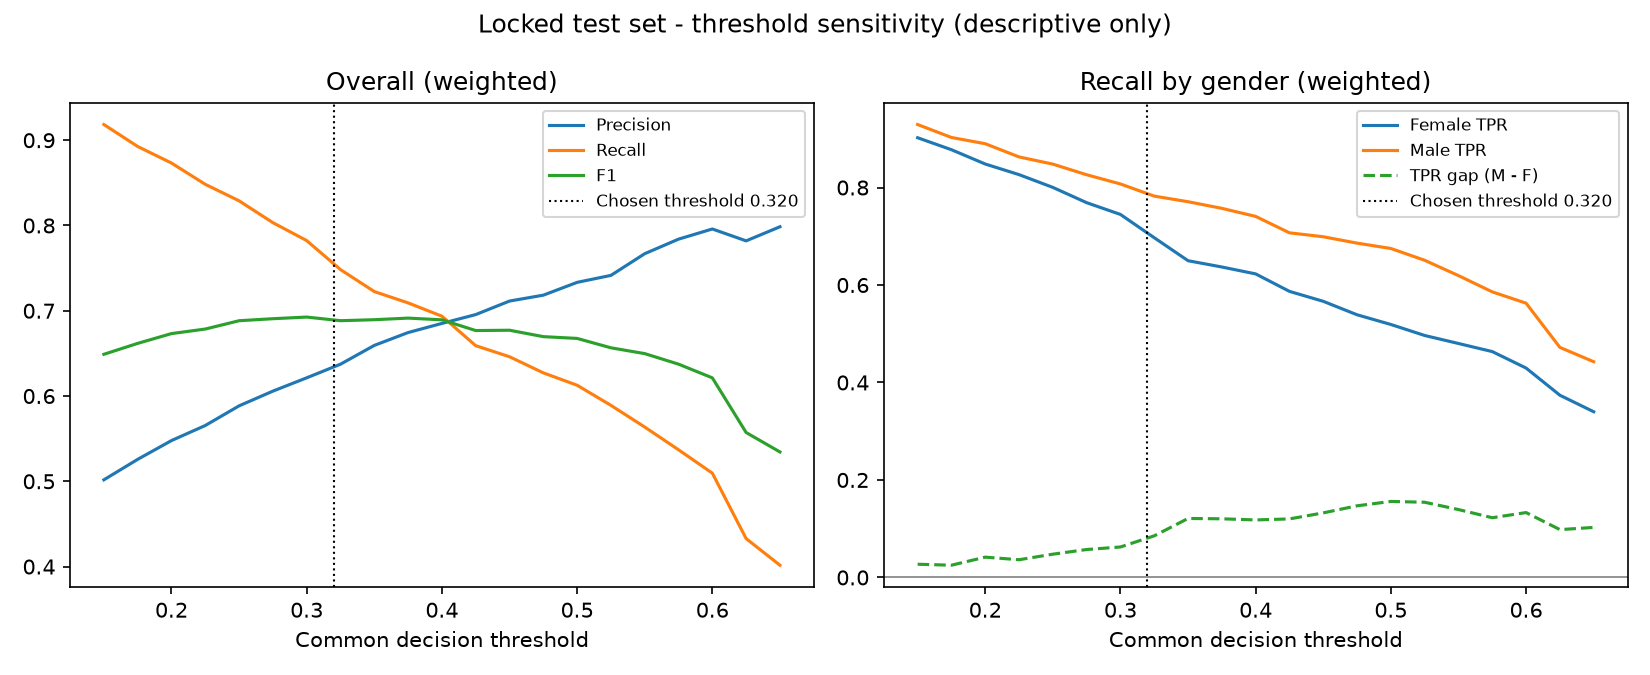 Locked test set - threshold sensitivity (descriptive only)
Overall (weighted)
Precision
Recall
F1
Chosen threshold 0.320
0.9
0.8
0.7
0.6
0.5
0.4
0.2
0.3
0.4
0.5
0.6
Common decision threshold
Recall by gender (weighted)
Female TPR
Male TPR
TPR gap (M - F)
Chosen threshold 0.320
0.8
0.6
0.4
0.2
0.0
0.2
0.3
0.4
0.5
0.6
Common decision threshold